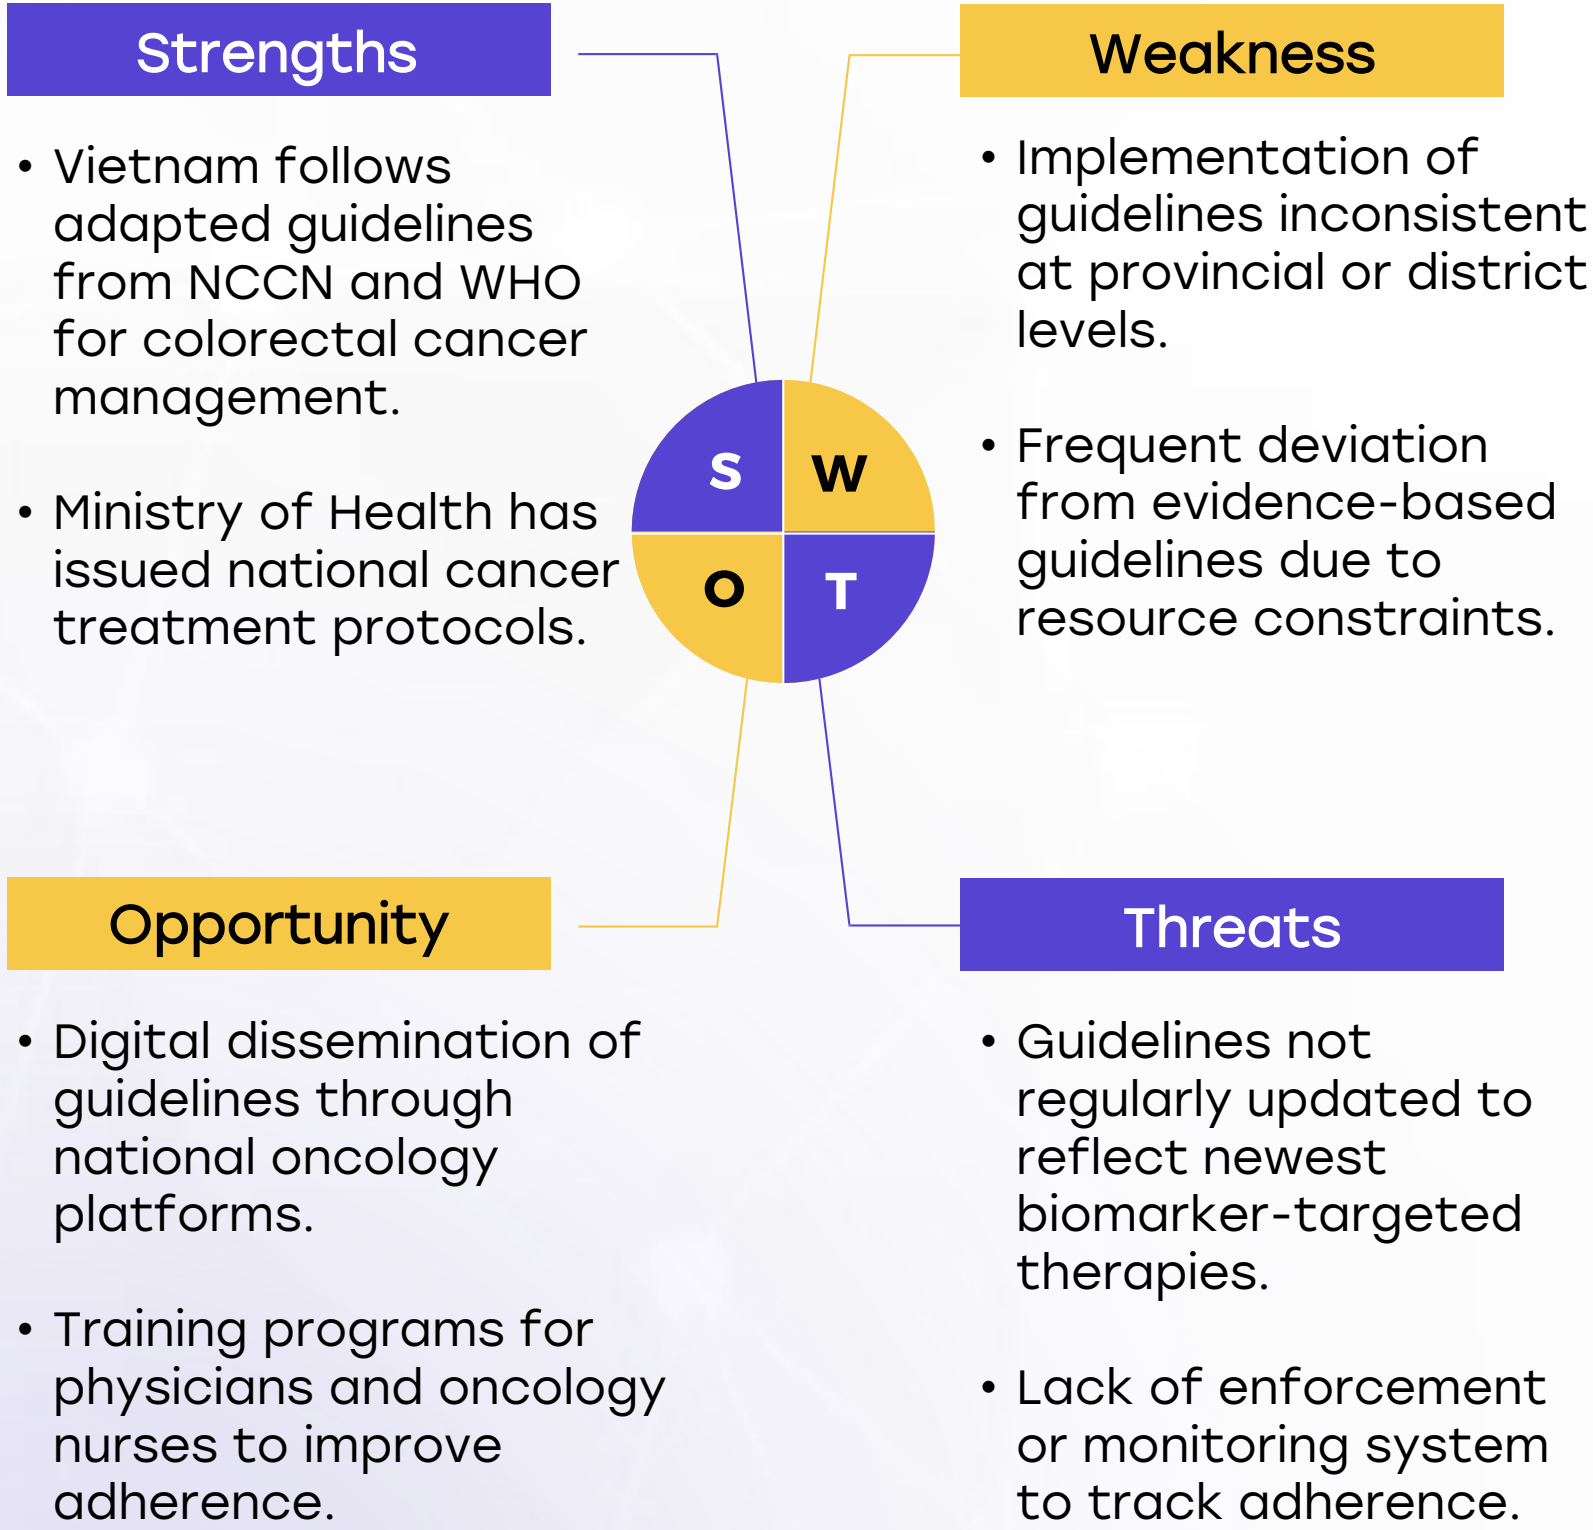 Strengths
• Vietnam follows
adapted guidelines
from NCCN and WHO
for colorectal cancer
management.
• Ministry of Health has
issued national cancer
treatment protocols.
Weakness
• Implementation of
guidelines inconsistent
at provincial or district
levels.
• Frequent deviation
from evidence-based
guidelines due to
resource constraints.
S
W
O
T
Opportunity
• Digital dissemination of
guidelines through
national oncology
platforms.
• Training programs for
physicians and oncology
nurses to improve
adherence.
Threats
• Guidelines not
regularly updated to
reflect newest
biomarker-targeted
therapies.
• Lack of enforcement
or monitoring system
to track adherence.